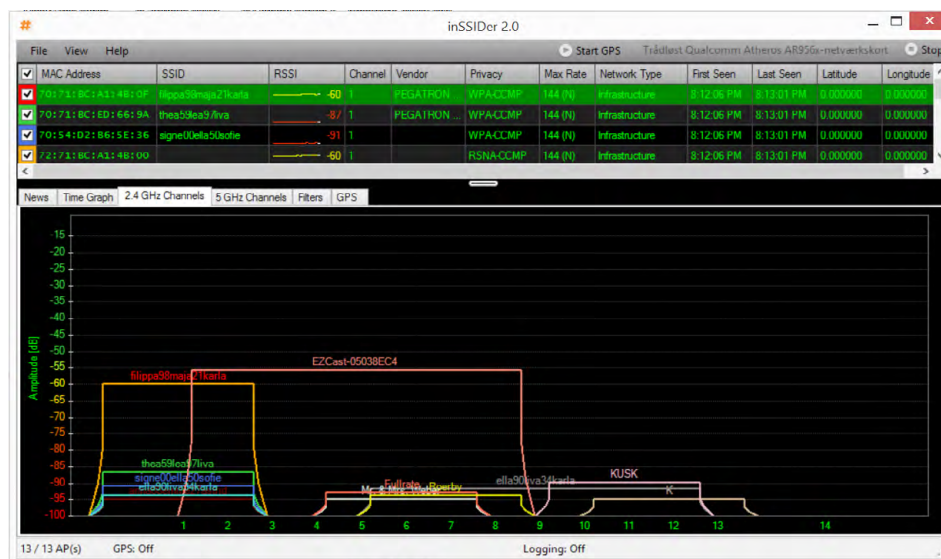 inSSIDer 2.0
File View Help Start GPS Trådløst Qualcomm Atheros AR956x-netværkskort Stop
MAC Address SSID RSSI Channel Vendor Privacy Max Rate Network Type First Seen Last Seen Latitude Longitude
70:71:BC:A1:4B:0F filippa98maja21karla -60 1 PEGATRON ... WPA-CCMP 144 (N) Infrastructure 8:12:06 PM 8:13:01 PM 0.000000 0.000000
70:71:BC:ED:66:9A thea59lea97liva -87 1 PEGATRON ... WPA-CCMP 144 (N) Infrastructure 8:12:06 PM 8:13:01 PM 0.000000 0.000000
70:54:D2:B6:5E:36 signe00ella50sofie -91 1 WPA-CCMP 144 (N) Infrastructure 8:12:06 PM 8:13:01 PM 0.000000 0.000000
72:71:BC:A1:4B:00 -60 1 RSNA-CCMP 144 (N) Infrastructure 8:12:06 PM 8:13:01 PM 0.000000 0.000000
News Time Graph 2.4 GHz Channels 5 GHz Channels Filters GPS
Amplitude [dB]
-15
-20
-25
-30
-35
-40
-45
-50
-55
-60
-65
-70
-75
-80
-85
-90
-95
-100
EZCast-05038EC4
filippa98maja21karla
thea59lea97liva
signe00ella50sofie
ella90liva34karla
KUSK
ella90liva34karla
Fullrate
Roerby
K
1 2 3 4 5 6 7 8 9 10 11 12 13 14
13 / 13 AP(s) GPS: Off Logging: Off